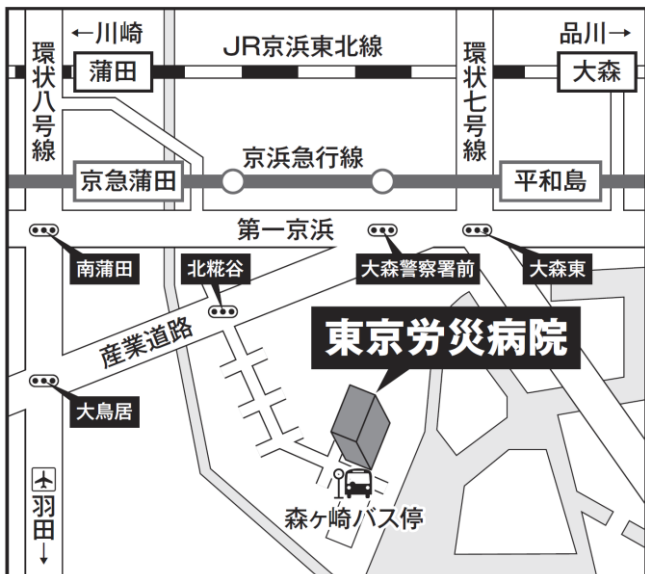 ←川崎
品川→
JR京浜東北線
蒲田
大森
環状八号線
環状七号線
京浜急行線
京急蒲田
平和島
第一京浜
南蒲田
北糀谷
大森警察署前
大森東
産業道路
東京労災病院
大鳥居
羽田→
森ヶ崎バス停